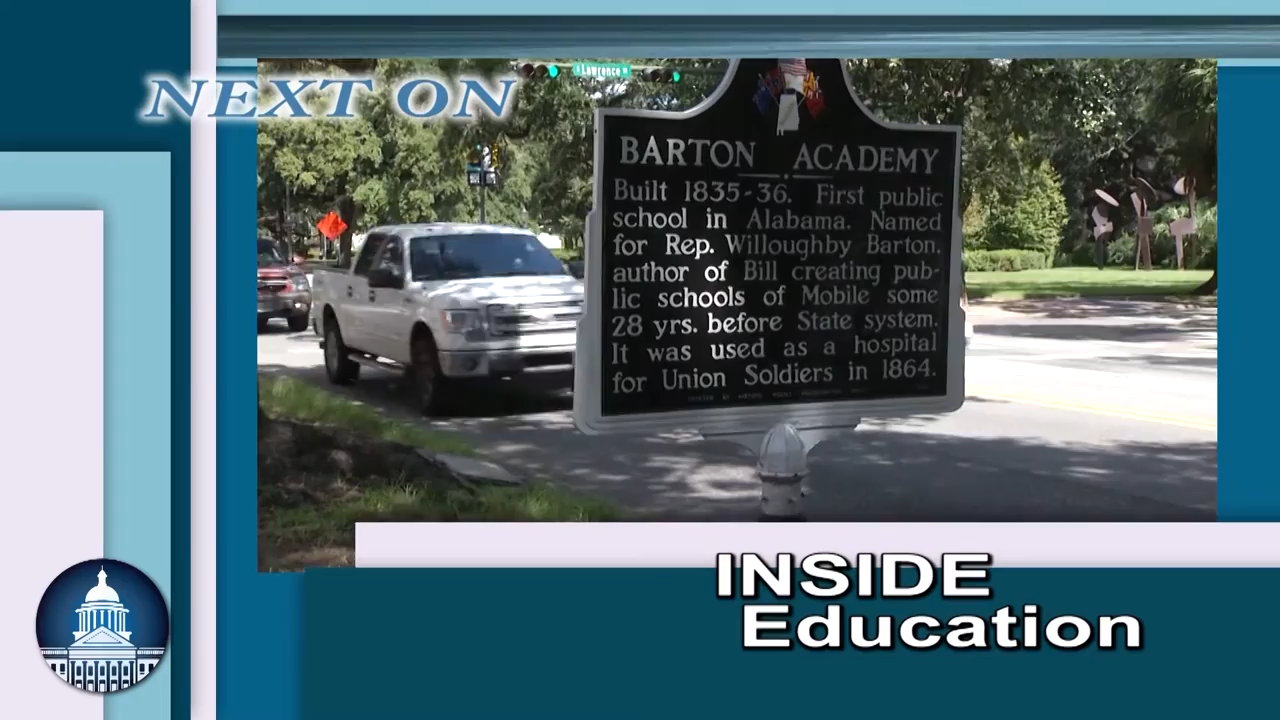 NEXT ON
Lawrence
BARTON ACADEMY
Built 1835-36. First public
school in Alabama. Named
for Rep. Willoughby Barton,
author of Bill creating pub-
lic schools of Mobile some
28 yrs. before State system.
It was used as a hospital
for Union Soldiers in 1864.
INSIDE
Education